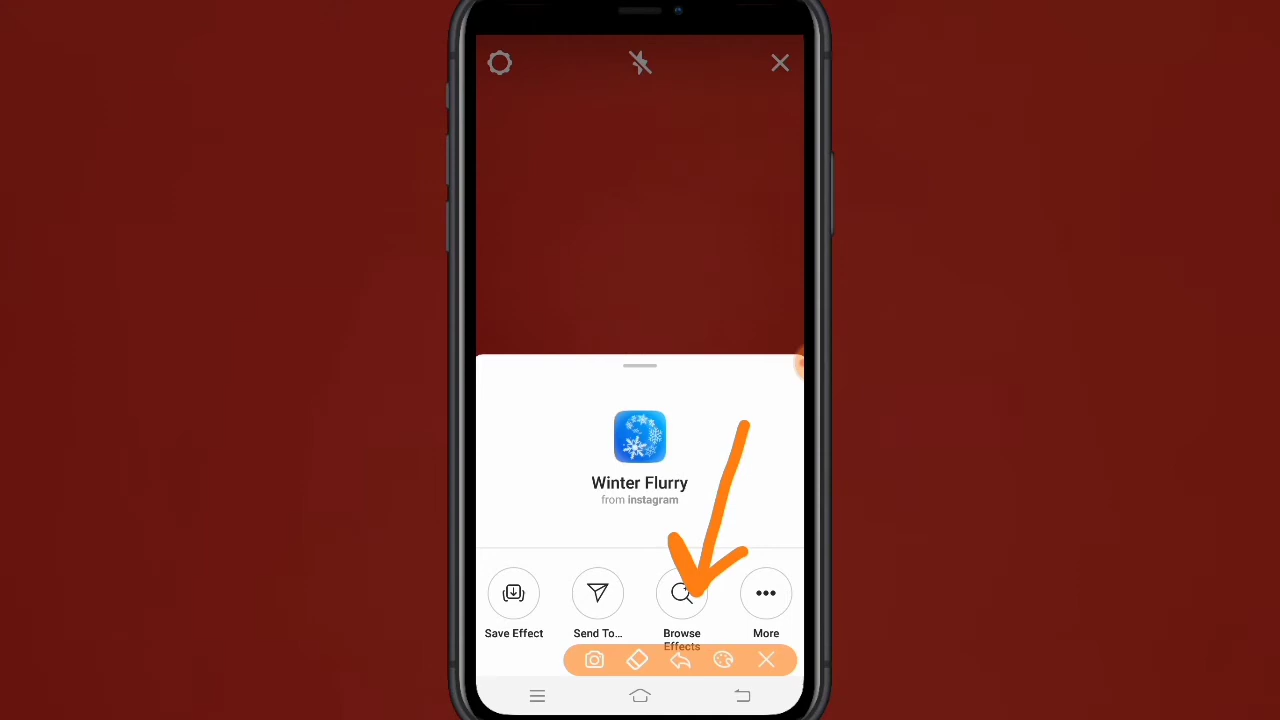 Winter Flurry
from instagram
Save Effect
Send To...
Browse
Effects
More